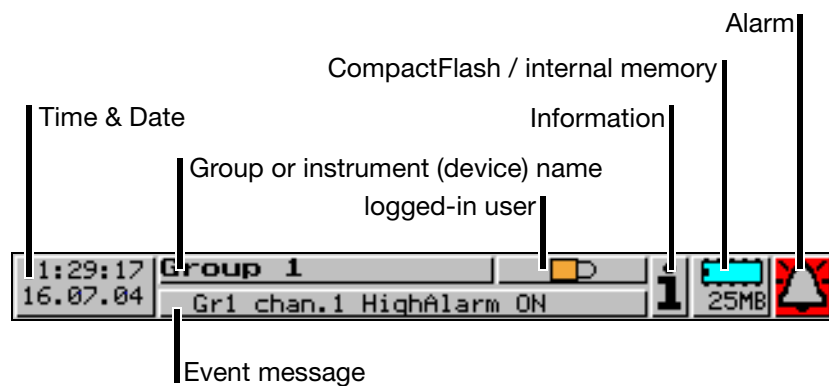 Alarm
CompactFlash / internal memory
Time & Date
Information
Group or instrument (device) name
logged-in user
1:29:17
Group 1
16.07.04
Gr1 chan.1 HighAlarm ON
i
25MB
Event message